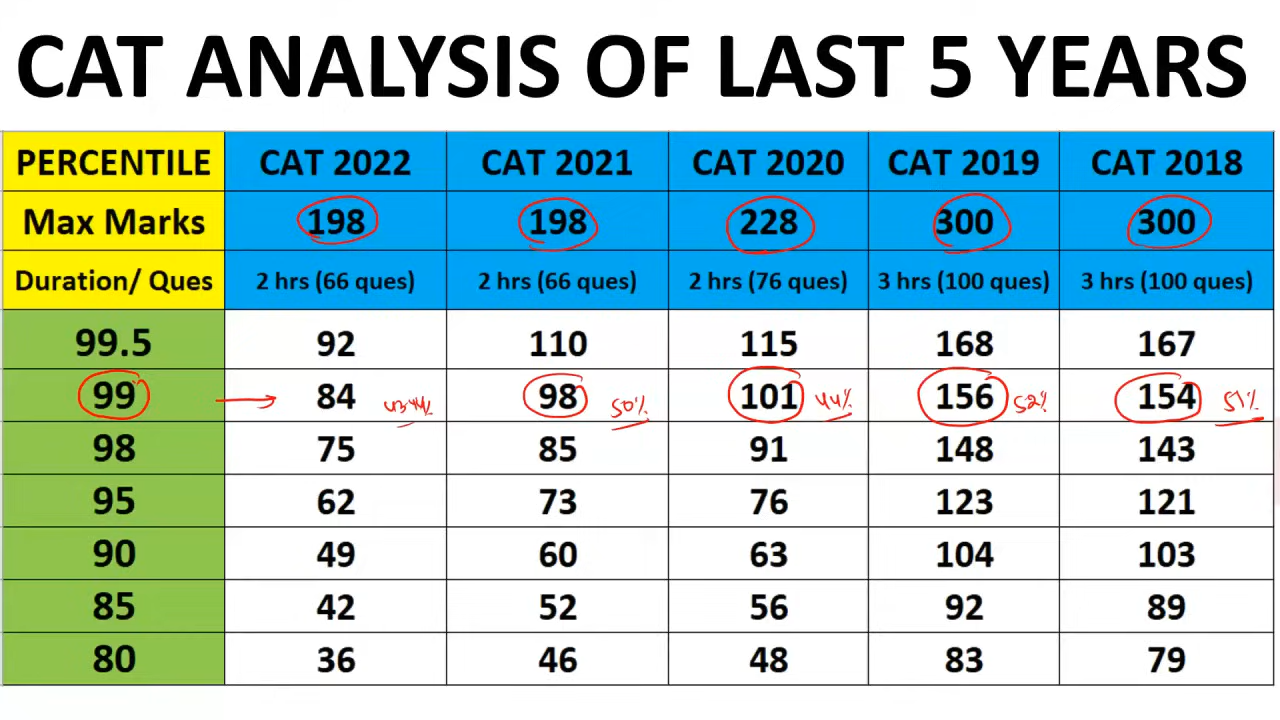 CAT ANALYSIS OF LAST 5 YEARS
PERCENTILE CAT 2022 CAT 2021 CAT 2020 CAT 2019 CAT 2018
Max Marks 198 198 228 300 300
Duration/ Ques 2 hrs (66 ques) 2 hrs (66 ques) 2 hrs (76 ques) 3 hrs (100 ques) 3 hrs (100 ques)
99.5 92 110 115 168 167
99 84 98 50% 101 44% 156 52% 154 51%
98 75 85 91 148 143
95 62 73 76 123 121
90 49 60 63 104 103
85 42 52 56 92 89
80 36 46 48 83 79